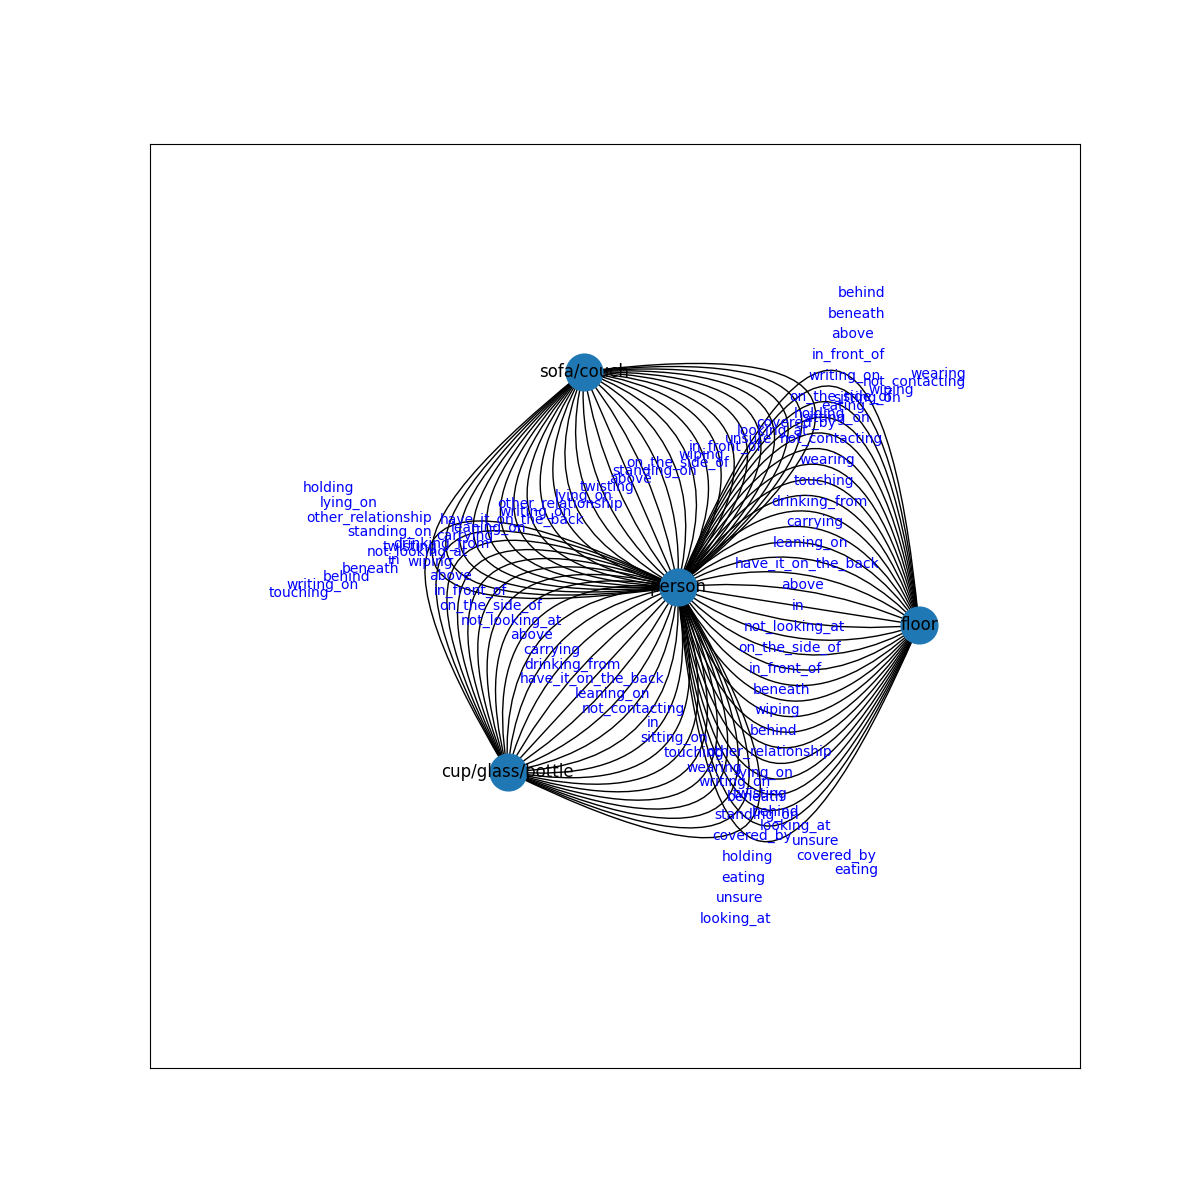 behind
beneath
above
in_front_of
writing_on
wearing
not_contacting
wiping
on_the_side_of
sitting_on
eating
holding
sitting_on
covered_by
looking_at
unsure
not_contacting
in_front_of
wiping
wearing
on_the_side_of
standing_on
above
touching
twisting
lying_on
drinking_from
other_relationship
writing_on
carrying
have_it_on_the_back
leaning_on
carrying
leaning_on
drinking_from
sofa/couch
holding
lying_on
other_relationship
standing_on
twisting
not_looking_at
in
wiping
beneath
behind
above
writing_on
touching
in_front_of
on_the_side_of
not_looking_at
above
carrying
drinking_from
have_it_on_the_back
leaning_on
not_contacting
in
sitting_on
touching
wearing
writing_on
beneath
behind
looking_at
unsure
covered_by
eating
person
floor
have_it_on_the_back
above
in
not_looking_at
on_the_side_of
in_front_of
beneath
wiping
behind
other_relationship
lying_on
twisting
standing_on
covered_by
holding
eating
unsure
looking_at
cup/glass/bottle